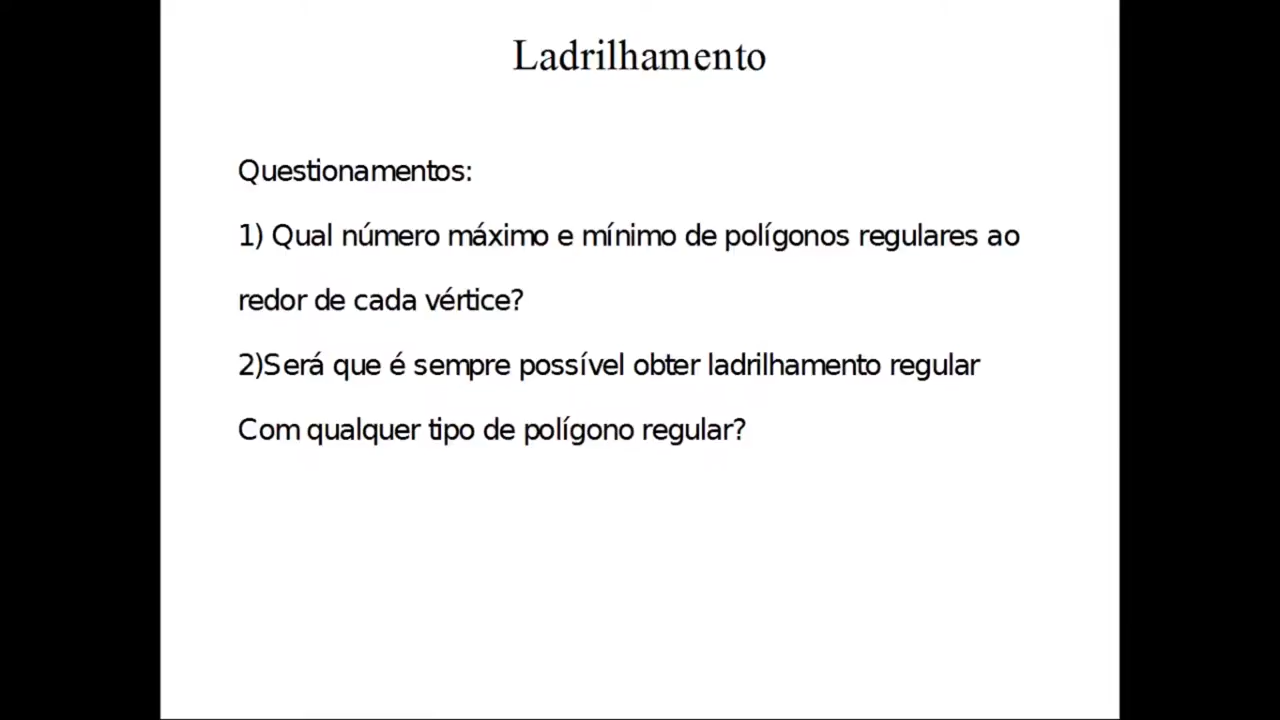 Ladrilhamento
Questionamentos:
1) Qual número máximo e mínimo de polígonos regulares ao
redor de cada vértice?
2)Será que é sempre possível obter ladrilhamento regular
Com qualquer tipo de polígono regular?